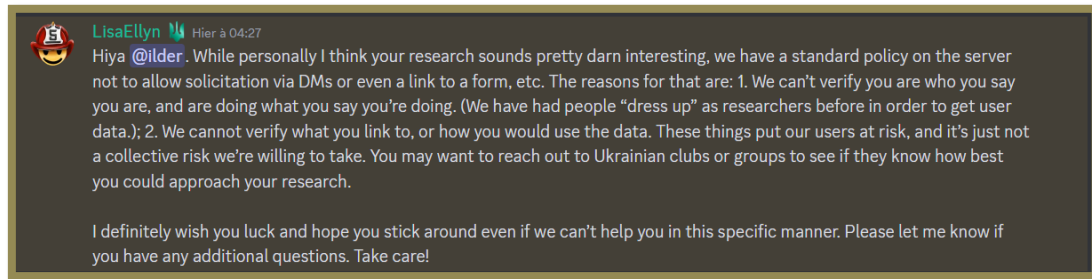 LisaEllyn Hier à 04:27
Hiya @ilder. While personally I think your research sounds pretty darn interesting, we have a standard policy on the server
not to allow solicitation via DMs or even a link to a form, etc. The reasons for that are: 1. We can’t verify you are who you say
you are, and are doing what you say you’re doing. (We have had people “dress up” as researchers before in order to get user
data.); 2. We cannot verify what you link to, or how you would use the data. These things put our users at risk, and it’s just not
a collective risk we’re willing to take. You may want to reach out to Ukrainian clubs or groups to see if they know how best
you could approach your research.
I definitely wish you luck and hope you stick around even if we can’t help you in this specific manner. Please let me know if
you have any additional questions. Take care!